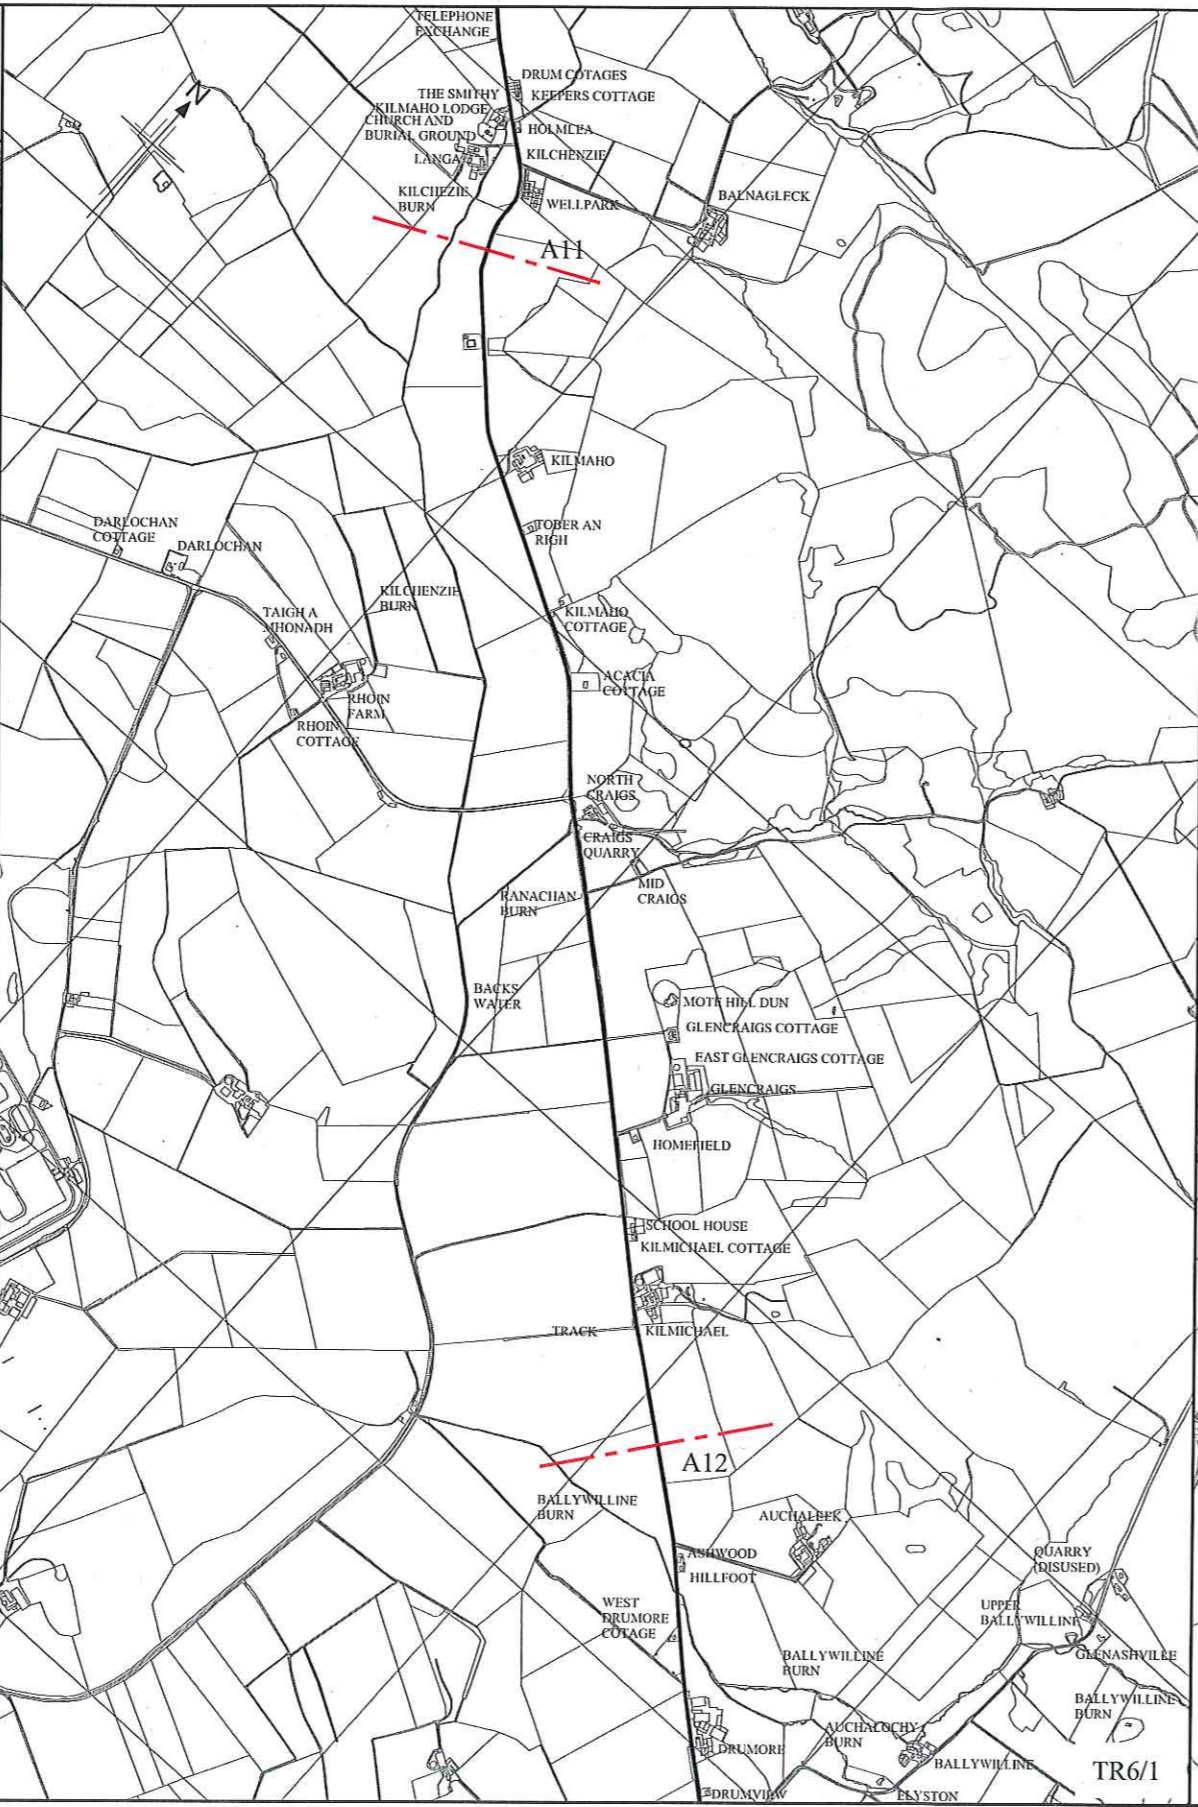 TELEPHONE
EXCHANGE
N
DRUM COTAGES
THE SMITHY
KEEPERS COTTAGE
KILMAHO LODGE
CHURCH AND
BURIAL GROUND
HOLMLEA
LANGA
KILCHENZIE
KILCHEZIE
BURN
WELLPARK
BALNAGLECK
A11
KILMAHO
DARLOCHAN
COTTAGE
DARLOCHAN
TOBER AN
RIGH
KILCHENZIE
BURN
TAIGH A
MHONADH
KILMAHO
COTTAGE
ACACIA
COTTAGE
RHOIN
FARM
RHOIN
COTTAGE
NORTH
CRAIGS
CRAIGS
QUARRY
RANACHAN
BURN
MID
CRAIGS
BACKS
WATER
MOTE HILL DUN
GLENCRAIGS COTTAGE
EAST GLENCRAIGS COTTAGE
GLENCRAIGS
HOMEFIELD
SCHOOL HOUSE
KILMICHAEL COTTAGE
TRACK
KILMICHAEL
A12
BALLYWILLINE
BURN
AUCHALEEK
ASHWOOD
HILLFOOT
QUARRY
(DISUSED)
WEST
DRUMORE
COTAGE
UPPER
BALLYWILLINE
BALLYWILLINE
BURN
GLENASHVILLE
BALLYWILLINE
BURN
AUCHALOCHY
BURN
DRUMORE
BALLYWILLINE
TR6/1
DRUMVIEW
ELYSTON